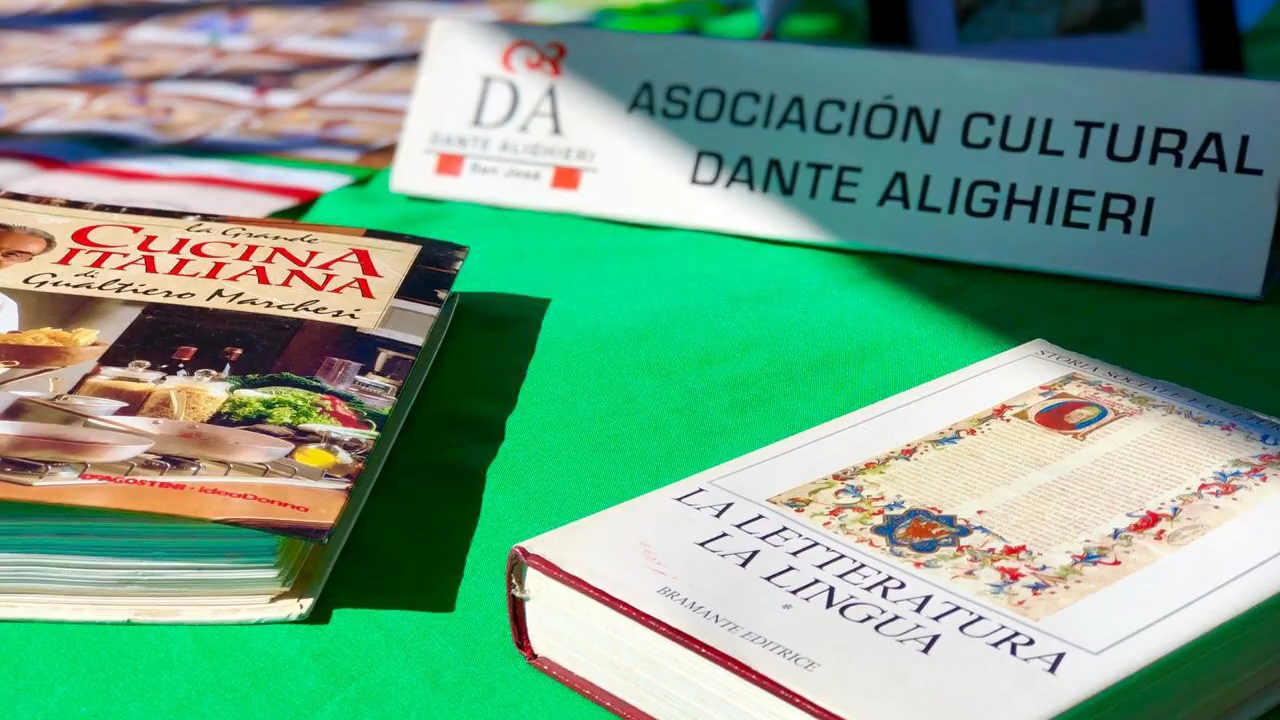 DA
DANTE ALIGHIERI
San José
ASOCIACIÓN CULTURAL
DANTE ALIGHIERI
La Grande
CUCINA
ITALIANA
di
Gualtiero Marchesi
DeAGOSTINI · ideaDonna
STORIA SOCIALE
LA LETTERATURA
LA LINGUA
*
BRAMANTE EDITRICE